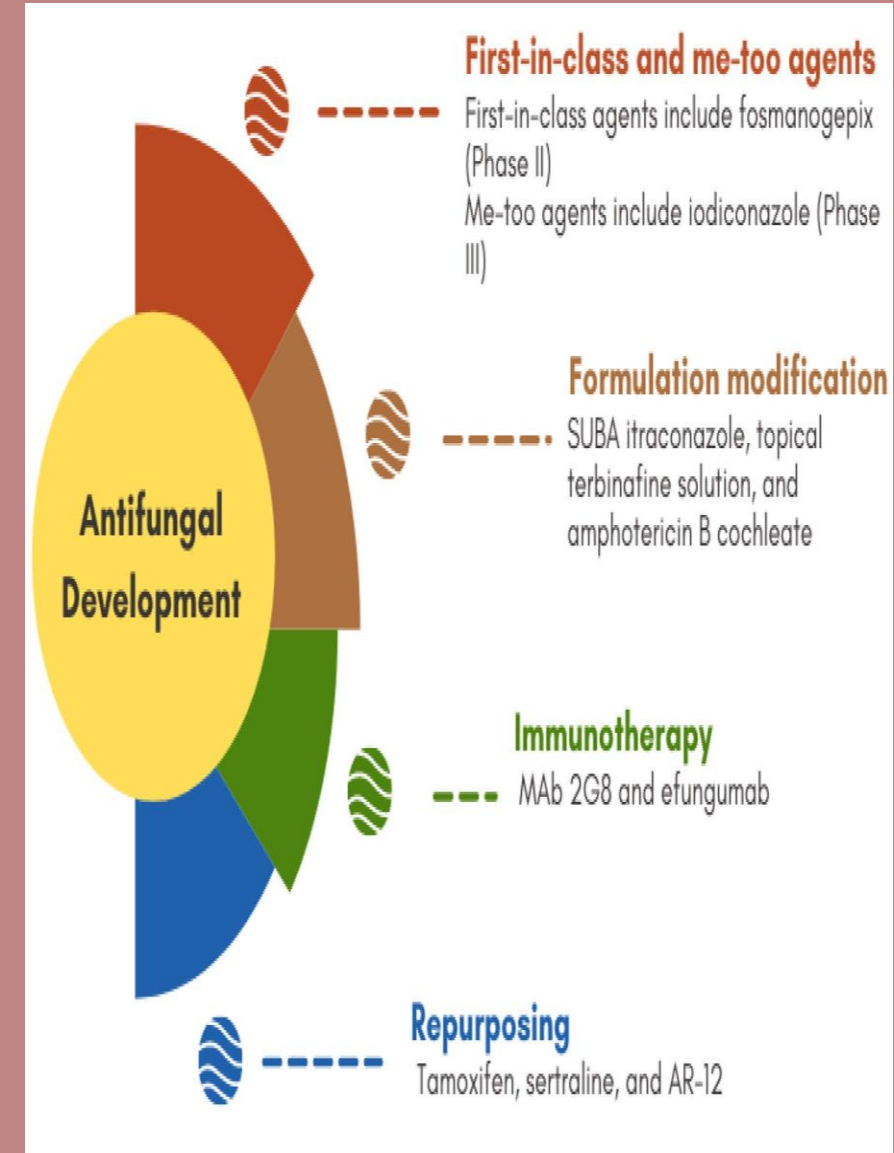 First-in-class and me-too agents
First-in-class agents include fosmanogepix
(Phase II)
Me-too agents include iodiconazole (Phase
III)
Formulation modification
SUBA itraconazole, topical
terbinafine solution, and
amphotericin B cochleate
Antifungal
Development
Immunotherapy
MAb 2G8 and efungumab
Repurposing
Tamoxifen, sertraline, and AR-12